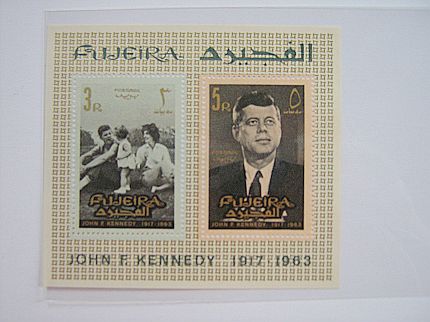 FUJEIRA الفجيرة
3R ٣
POSTAGE
بوستيج
FUJEIRA
الفجيرة
JOHN F. KENNEDY 1917-1963
5R ٥
POSTAGE
FUJEIRA
الفجيرة
JOHN F. KENNEDY 1917-1963
JOHN F. KENNEDY 1917-1963